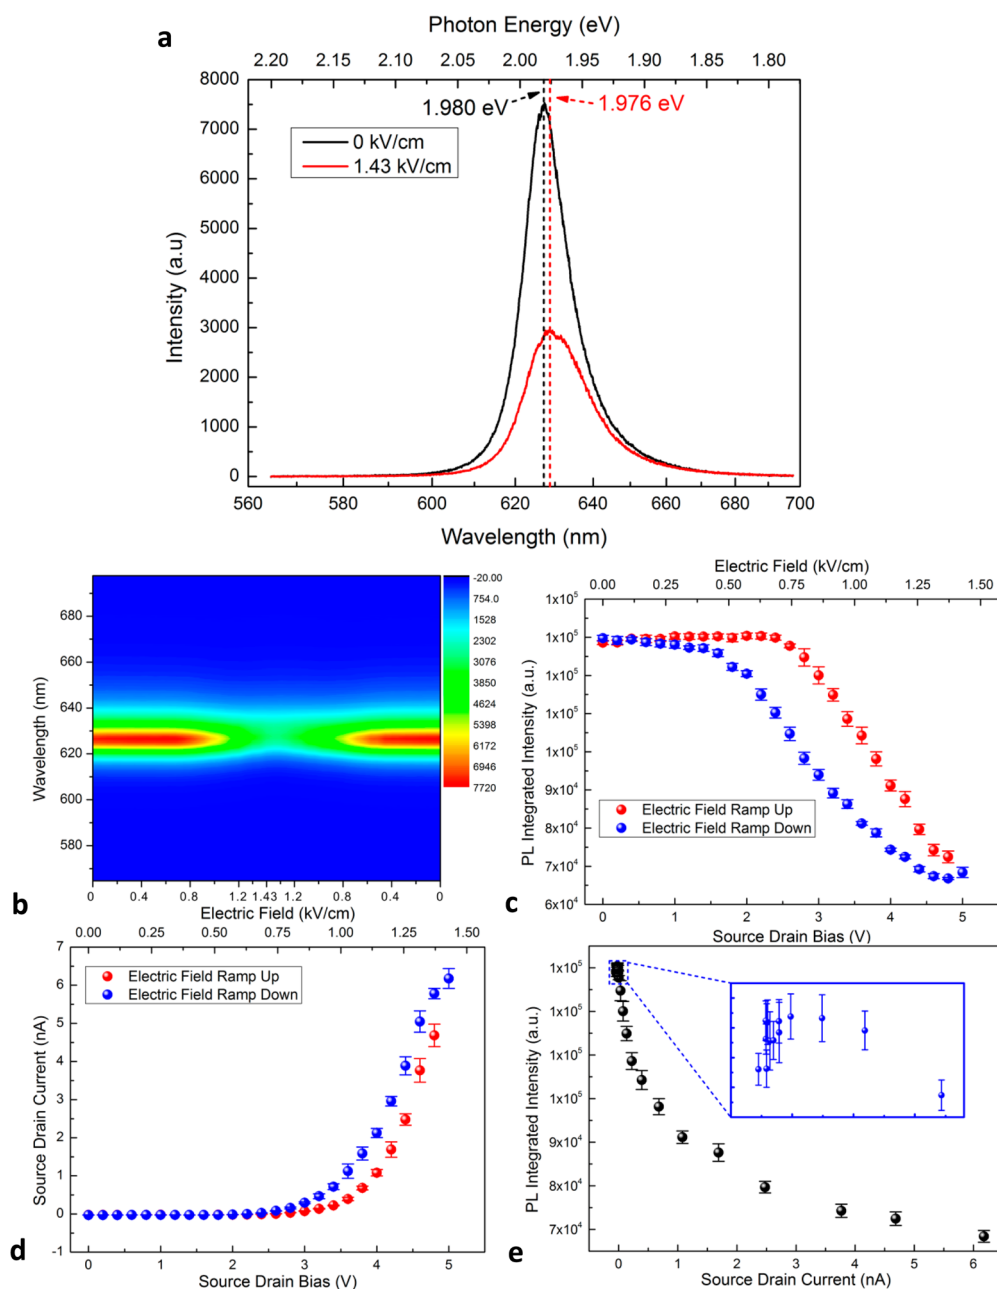 a
Photon Energy (eV)
2.20 2.15 2.10 2.05 2.00 1.95 1.90 1.85 1.80
8000
7000
6000
5000
4000
3000
2000
1000
0
Intensity (a.u)
1.980 eV
1.976 eV
0 kV/cm
1.43 kV/cm
560 580 600 620 640 660 680 700
Wavelength (nm)
b
Wavelength (nm)
680
660
640
620
600
580
0 0.4 0.8 1.2 1.43 1.2 0.8 0.4 0
Electric Field (kV/cm)
-20.00
754.0
1528
2302
3076
3850
4624
5398
6172
6946
7720
c
Electric Field (kV/cm)
0.00 0.25 0.50 0.75 1.00 1.25 1.50
PL Integrated Intensity (a.u.)
1x10⁵
1x10⁵
1x10⁵
1x10⁵
9x10⁴
8x10⁴
7x10⁴
6x10⁴
Electric Field Ramp Up
Electric Field Ramp Down
0 1 2 3 4 5
Source Drain Bias (V)
d
0.00 0.25 0.50 0.75 1.00 1.25 1.50
Source Drain Current (nA)
7
6
5
4
3
2
1
0
-1
Electric Field Ramp Up
Electric Field Ramp Down
0 1 2 3 4 5
Source Drain Bias (V)
e
PL Integrated Intensity (a.u.)
1x10⁵
1x10⁵
1x10⁵
1x10⁵
9x10⁴
8x10⁴
7x10⁴
0 1 2 3 4 5 6
Source Drain Current (nA)